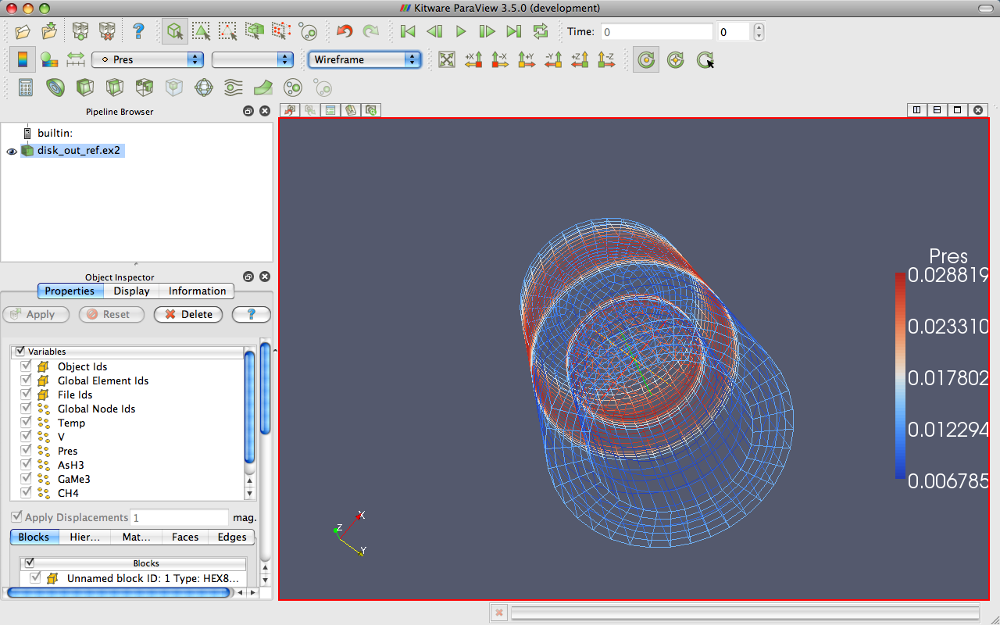 Kitware ParaView 3.5.0 (development)
?
Time: 0 0
Pres Wireframe +X -X +Y -Y +Z -Z
Pipeline Browser
builtin:
disk_out_ref.ex2
Object Inspector
Properties Display Information
Apply Reset Delete ?
Variables
Object Ids
Global Element Ids
File Ids
Global Node Ids
Temp
V
Pres
AsH3
GaMe3
CH4
Apply Displacements 1 mag.
Blocks Hier... Mat... Faces Edges
Blocks
Unnamed block ID: 1 Type: HEX8...
Pres
0.028819
0.023310
0.017802
0.012294
0.006785
X
Z
Y